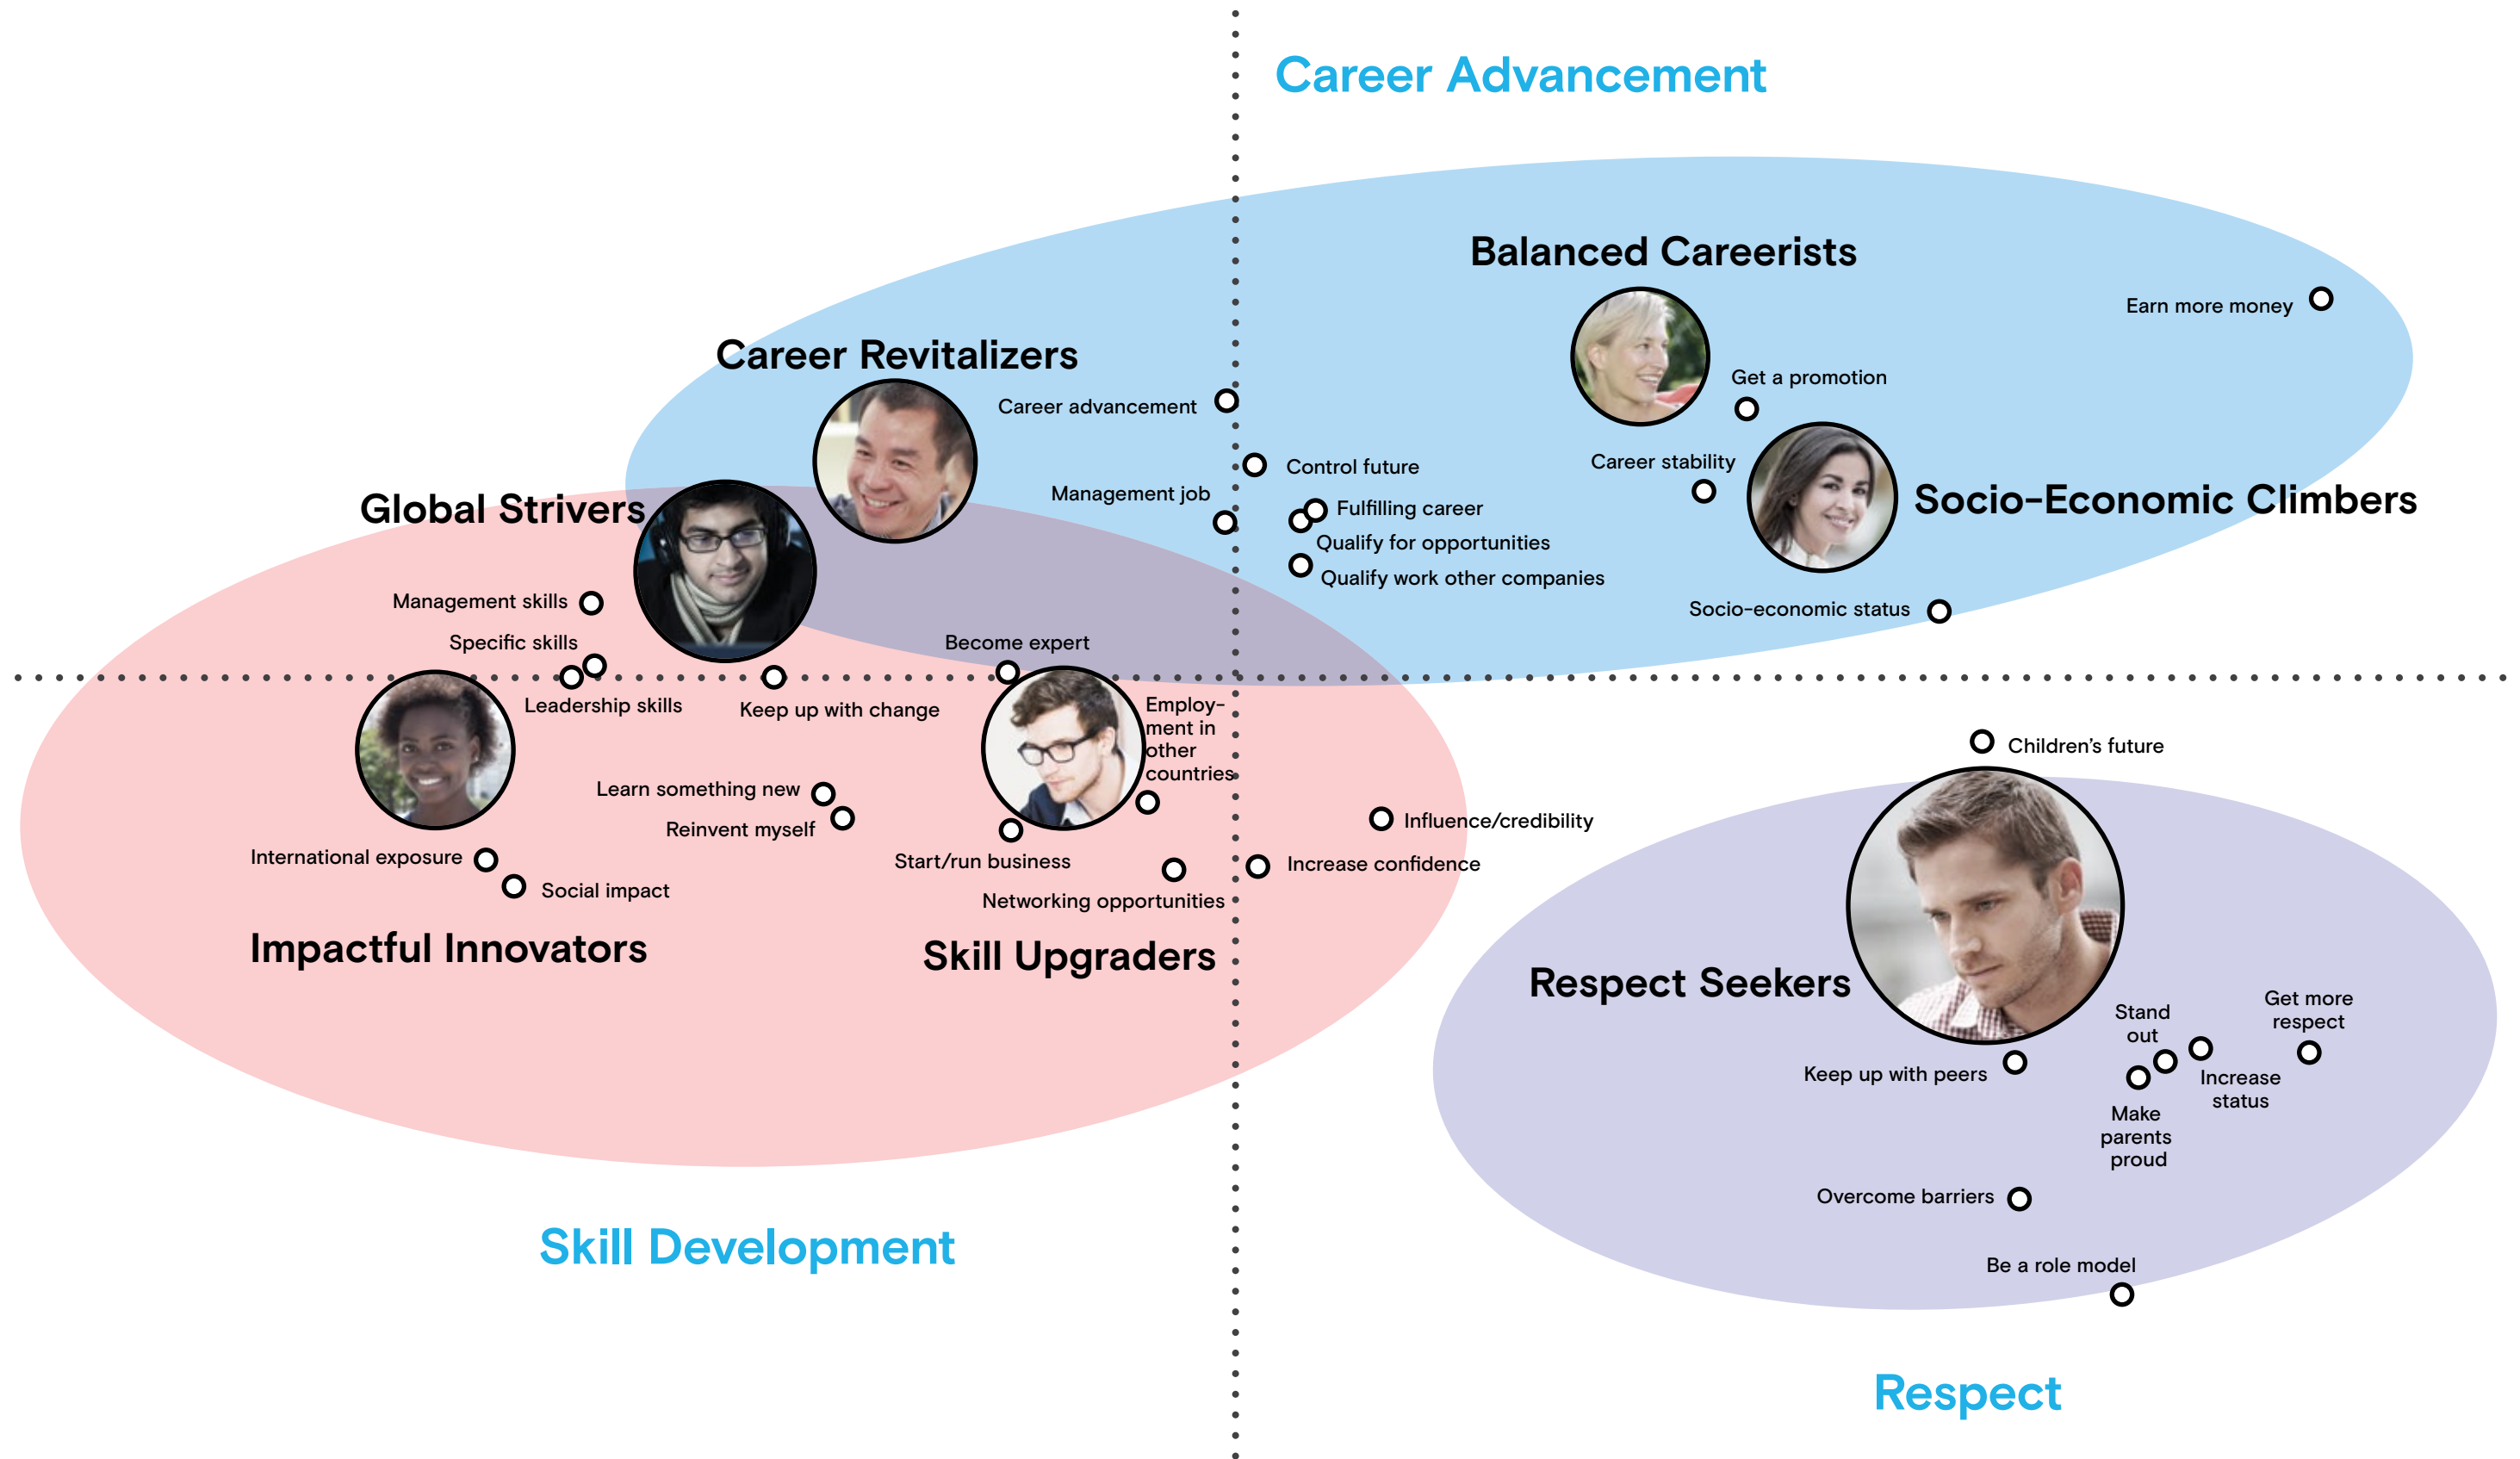 Career Advancement
Balanced Careerists
Earn more money
Career Revitalizers
Get a promotion
Career advancement
Career stability
Control future
Management job
Socio-Economic Climbers
Global Strivers
Fulfilling career
Qualify for opportunities
Qualify work other companies
Management skills
Socio-economic status
Specific skills
Become expert
Leadership skills
Keep up with change
Employ-
ment in
other
countries
Children’s future
Learn something new
Reinvent myself
Influence/credibility
International exposure
Start/run business
Increase confidence
Social impact
Networking opportunities
Impactful Innovators
Skill Upgraders
Respect Seekers
Get more
respect
Stand
out
Keep up with peers
Increase
status
Make
parents
proud
Overcome barriers
Skill Development
Be a role model
Respect